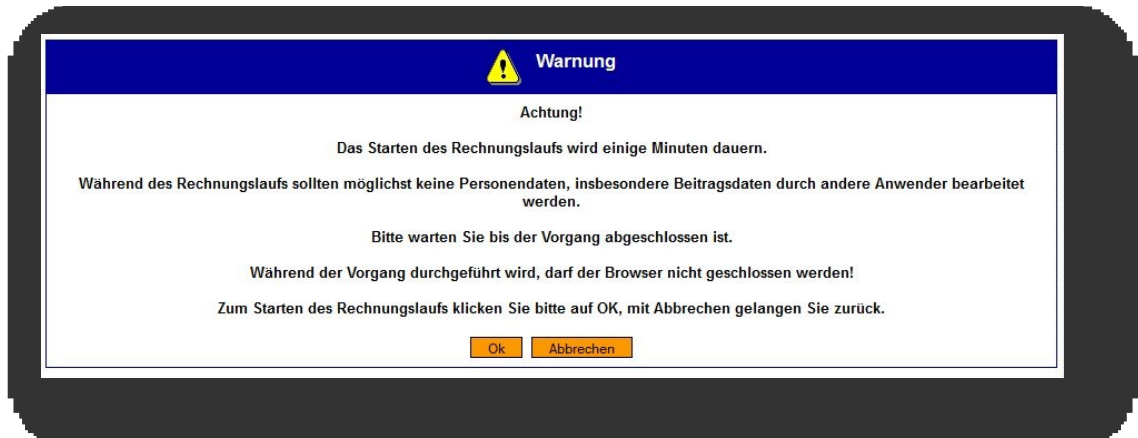 Warnung
Achtung!
Das Starten des Rechnungslaufs wird einige Minuten dauern.
Während des Rechnungslaufs sollten möglichst keine Personendaten, insbesondere Beitragsdaten durch andere Anwender bearbeitet
werden.
Bitte warten Sie bis der Vorgang abgeschlossen ist.
Während der Vorgang durchgeführt wird, darf der Browser nicht geschlossen werden!
Zum Starten des Rechnungslaufs klicken Sie bitte auf OK, mit Abbrechen gelangen Sie zurück.
Ok Abbrechen